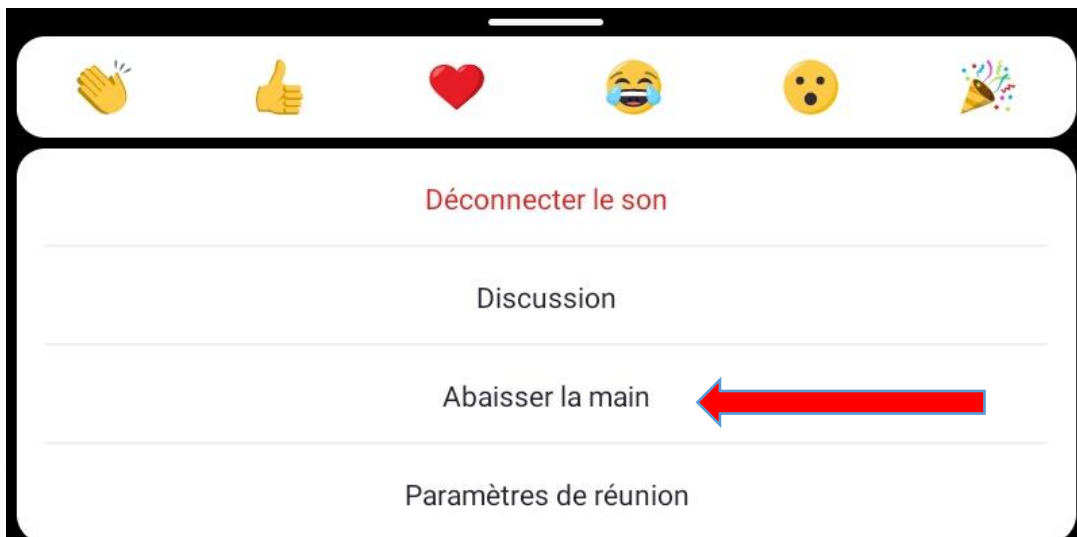 Déconnecter le son
Discussion
Abaisser la main
Paramètres de réunion